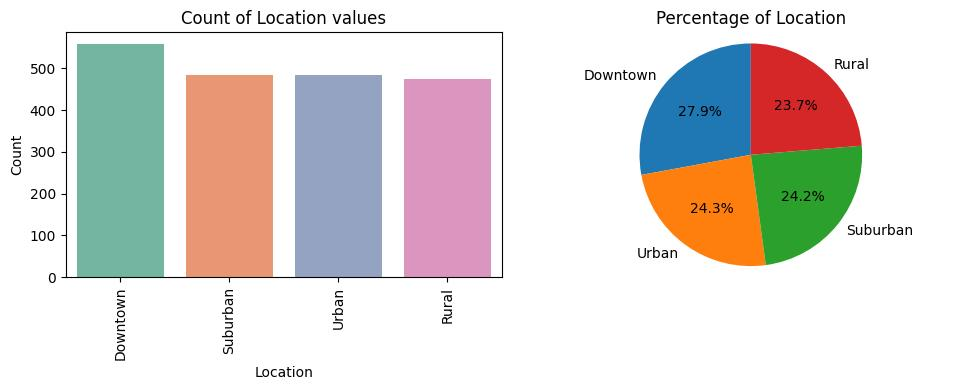 Count of Location values
500
400
300
200
100
0
Count
Downtown
Suburban
Urban
Rural
Location
Percentage of Location
Downtown
27.9%
Rural
23.7%
Urban
24.3%
Suburban
24.2%